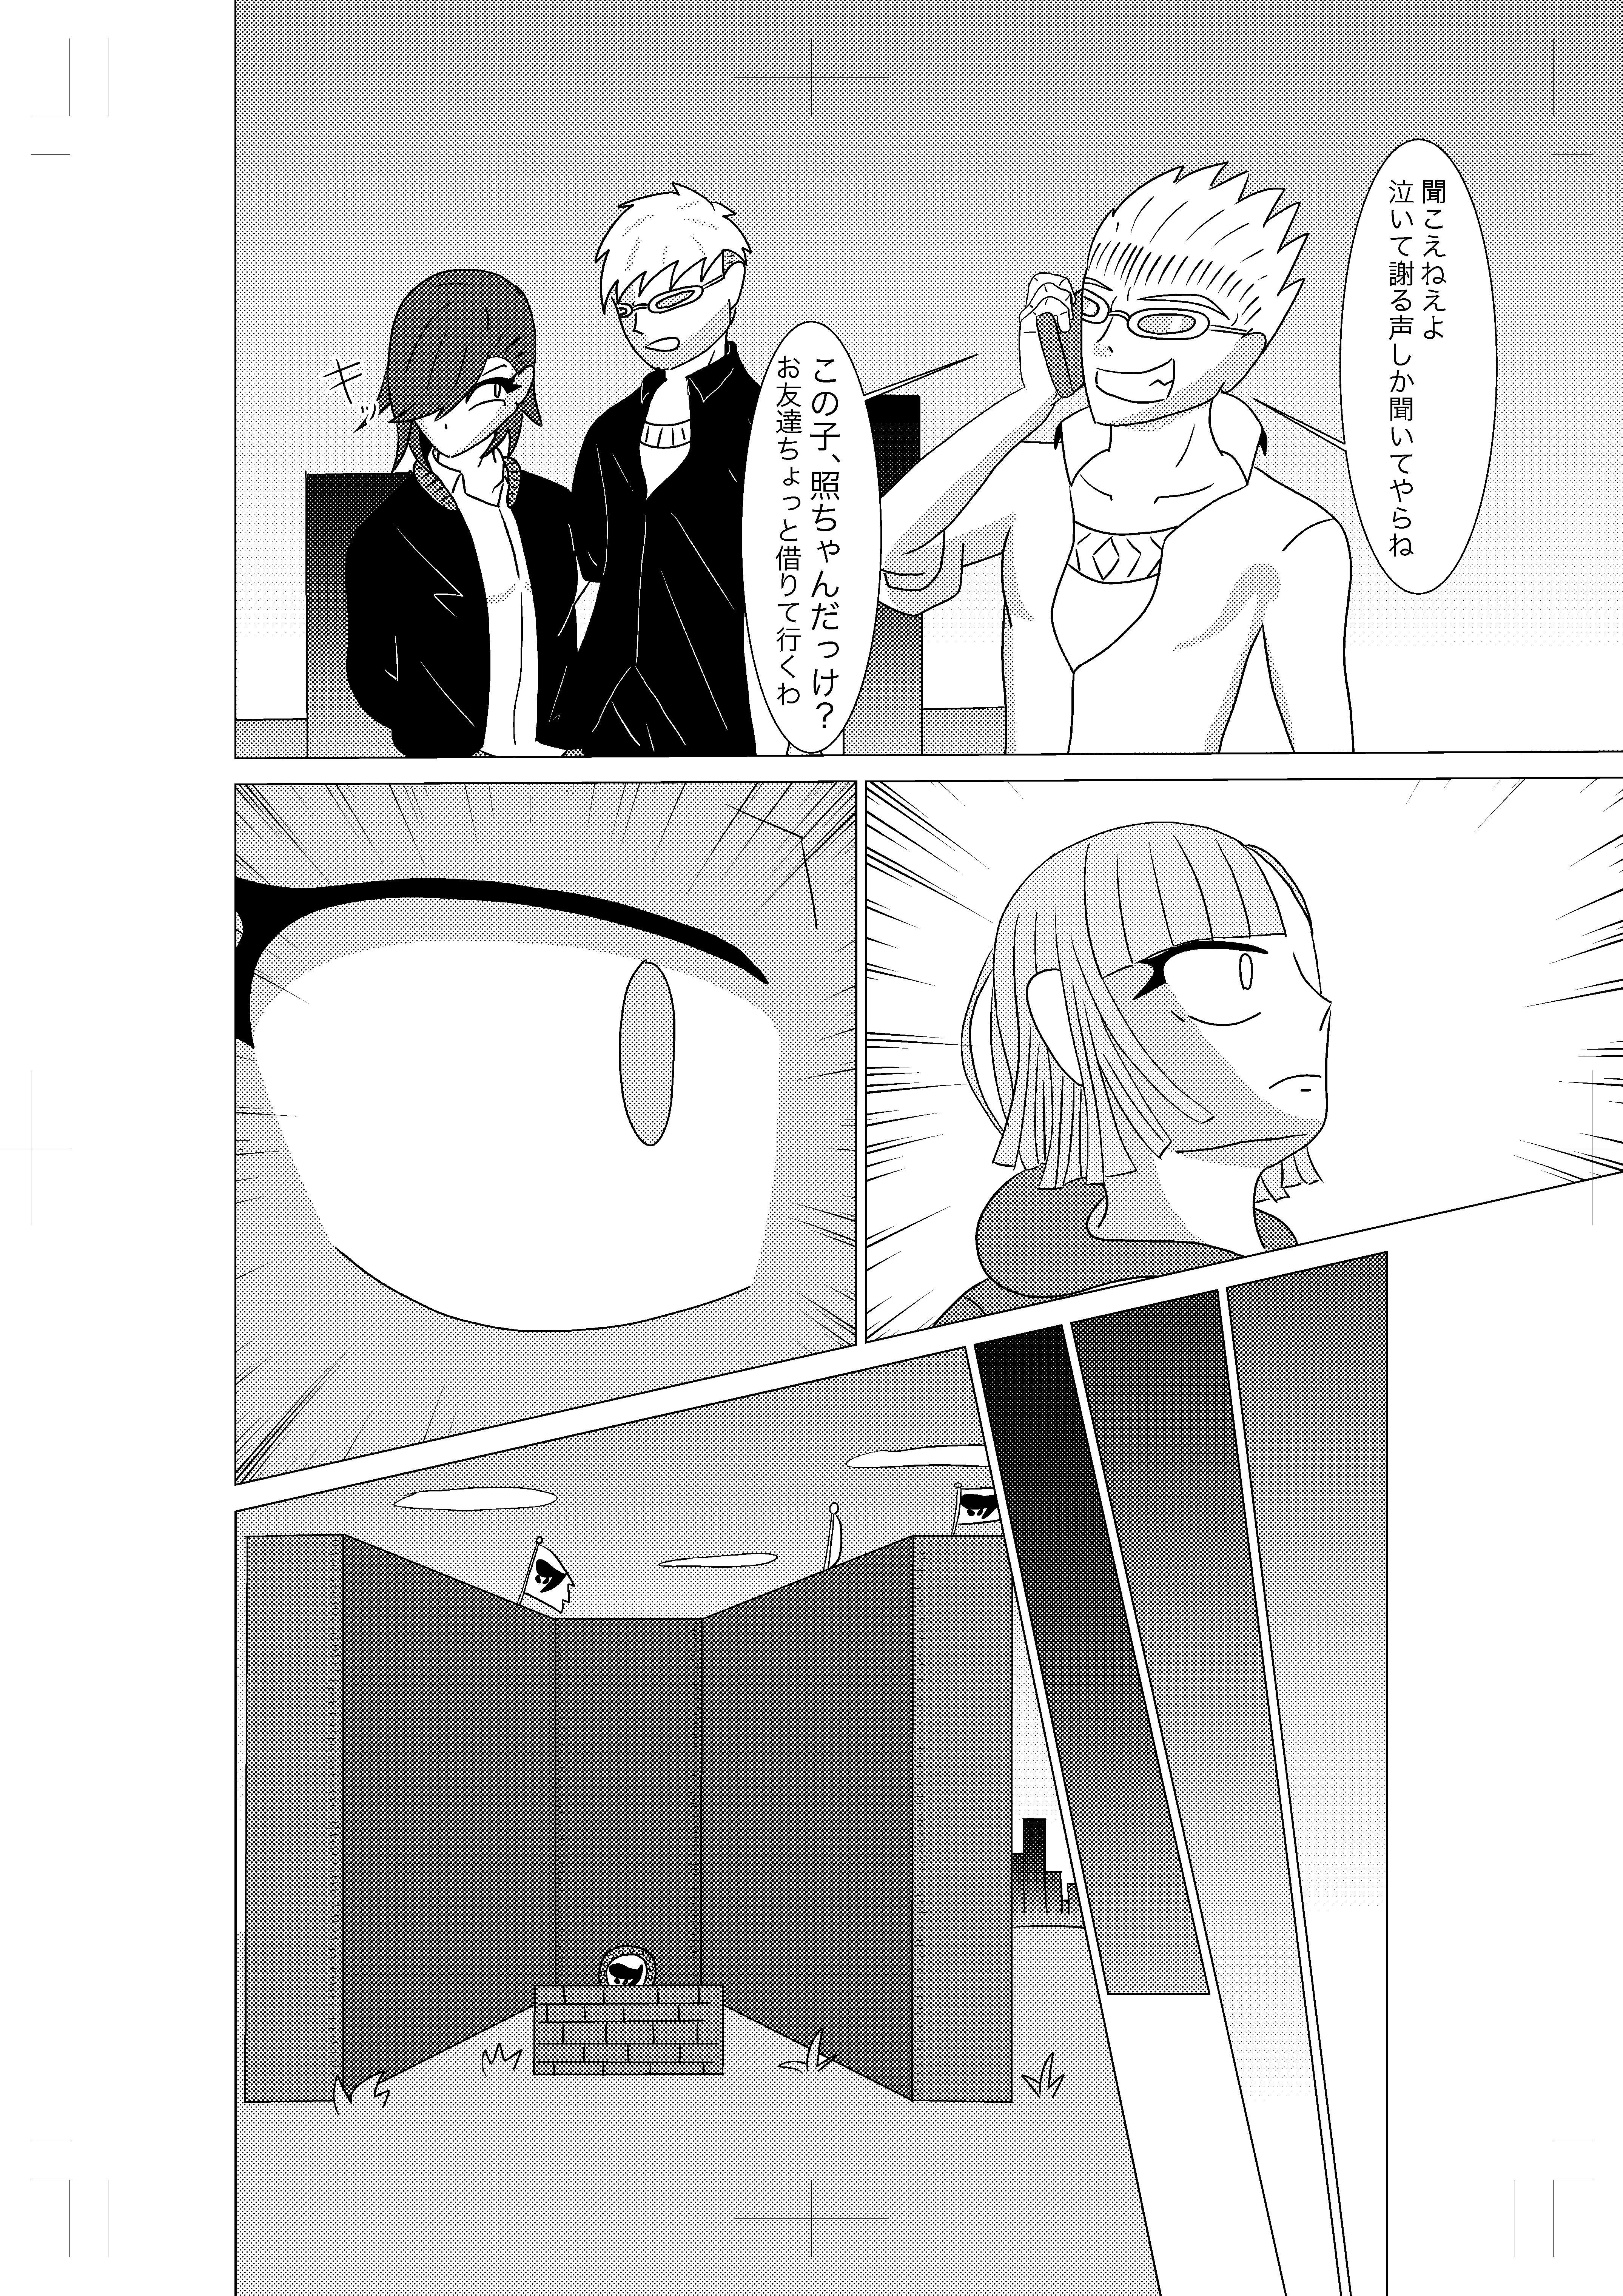 聞こえねえよ
泣いて謝る声しか聞いてやらね
この子、照ちゃんだっけ？
お友達ちょっと借りて行くわ
キッ